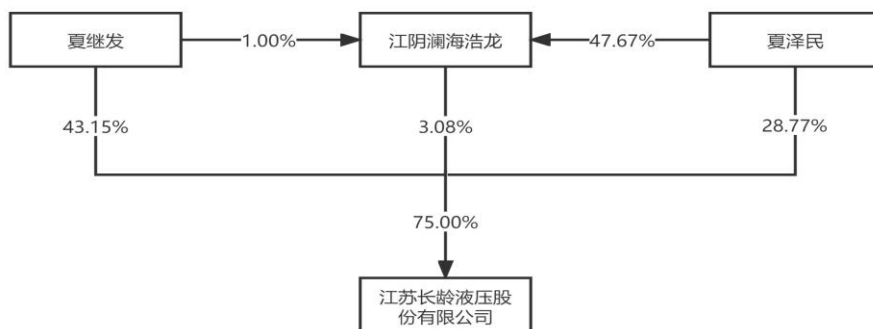 夏继发
1.00%
江阴澜海浩龙
47.67%
夏泽民
43.15%
3.08%
28.77%
75.00%
江苏长龄液压股
份有限公司